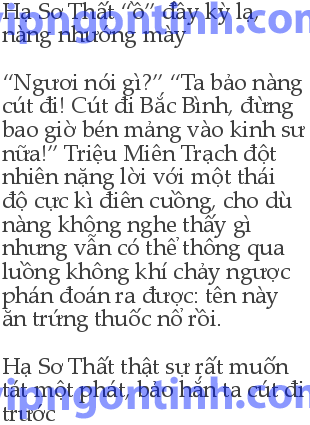 Hạ Sơ Thất “ồ” đầy kỳ lạ,
nàng nhướng mày
“Ngươi nói gì?” “Ta bảo nàng
cút đi! Cút đi Bắc Bình, đừng
bao giờ bén mảng vào kinh sư
nữa!” Triệu Miên Trạch đột
nhiên nặng lời với một thái
độ cực kì điên cuồng, cho dù
nàng không nghe thấy gì
nhưng vẫn có thể thông qua
luồng không khí chảy ngược
phán đoán ra được: tên này
ăn trứng thuốc nổ rồi.
Hạ Sơ Thất thật sự rất muốn
tát một phát, bảo hắn ta cút đi
trước
vipngontinh.com
vipngontinh.com